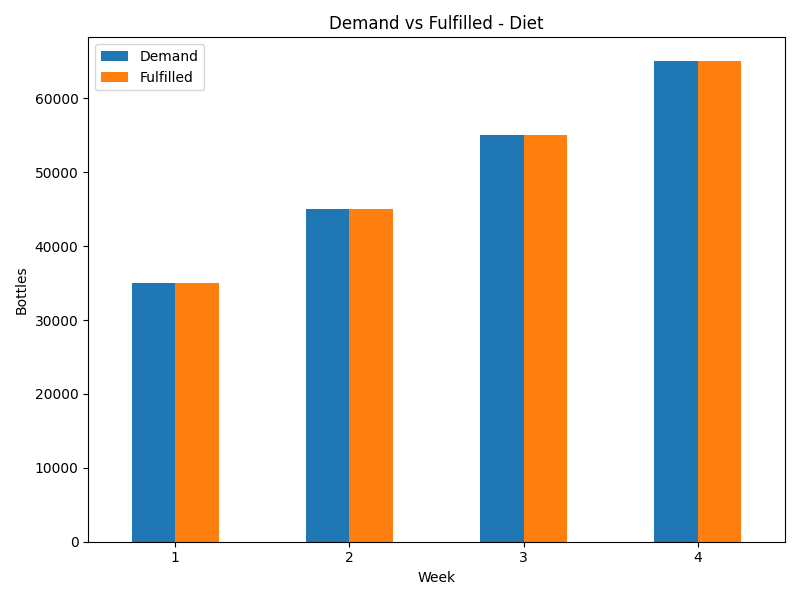 Demand vs Fulfilled - Diet
Demand
Fulfilled
60000
50000
40000
30000
20000
10000
0
Bottles
1 2 3 4
Week